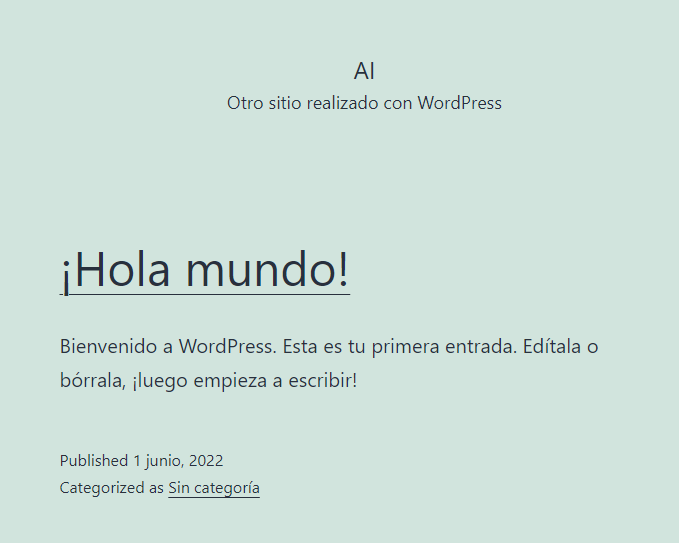 AI
Otro sitio realizado con WordPress
¡Hola mundo!
Bienvenido a WordPress. Esta es tu primera entrada. Edítala o
bórrala, ¡luego empieza a escribir!
Published 1 junio, 2022
Categorized as Sin categoría